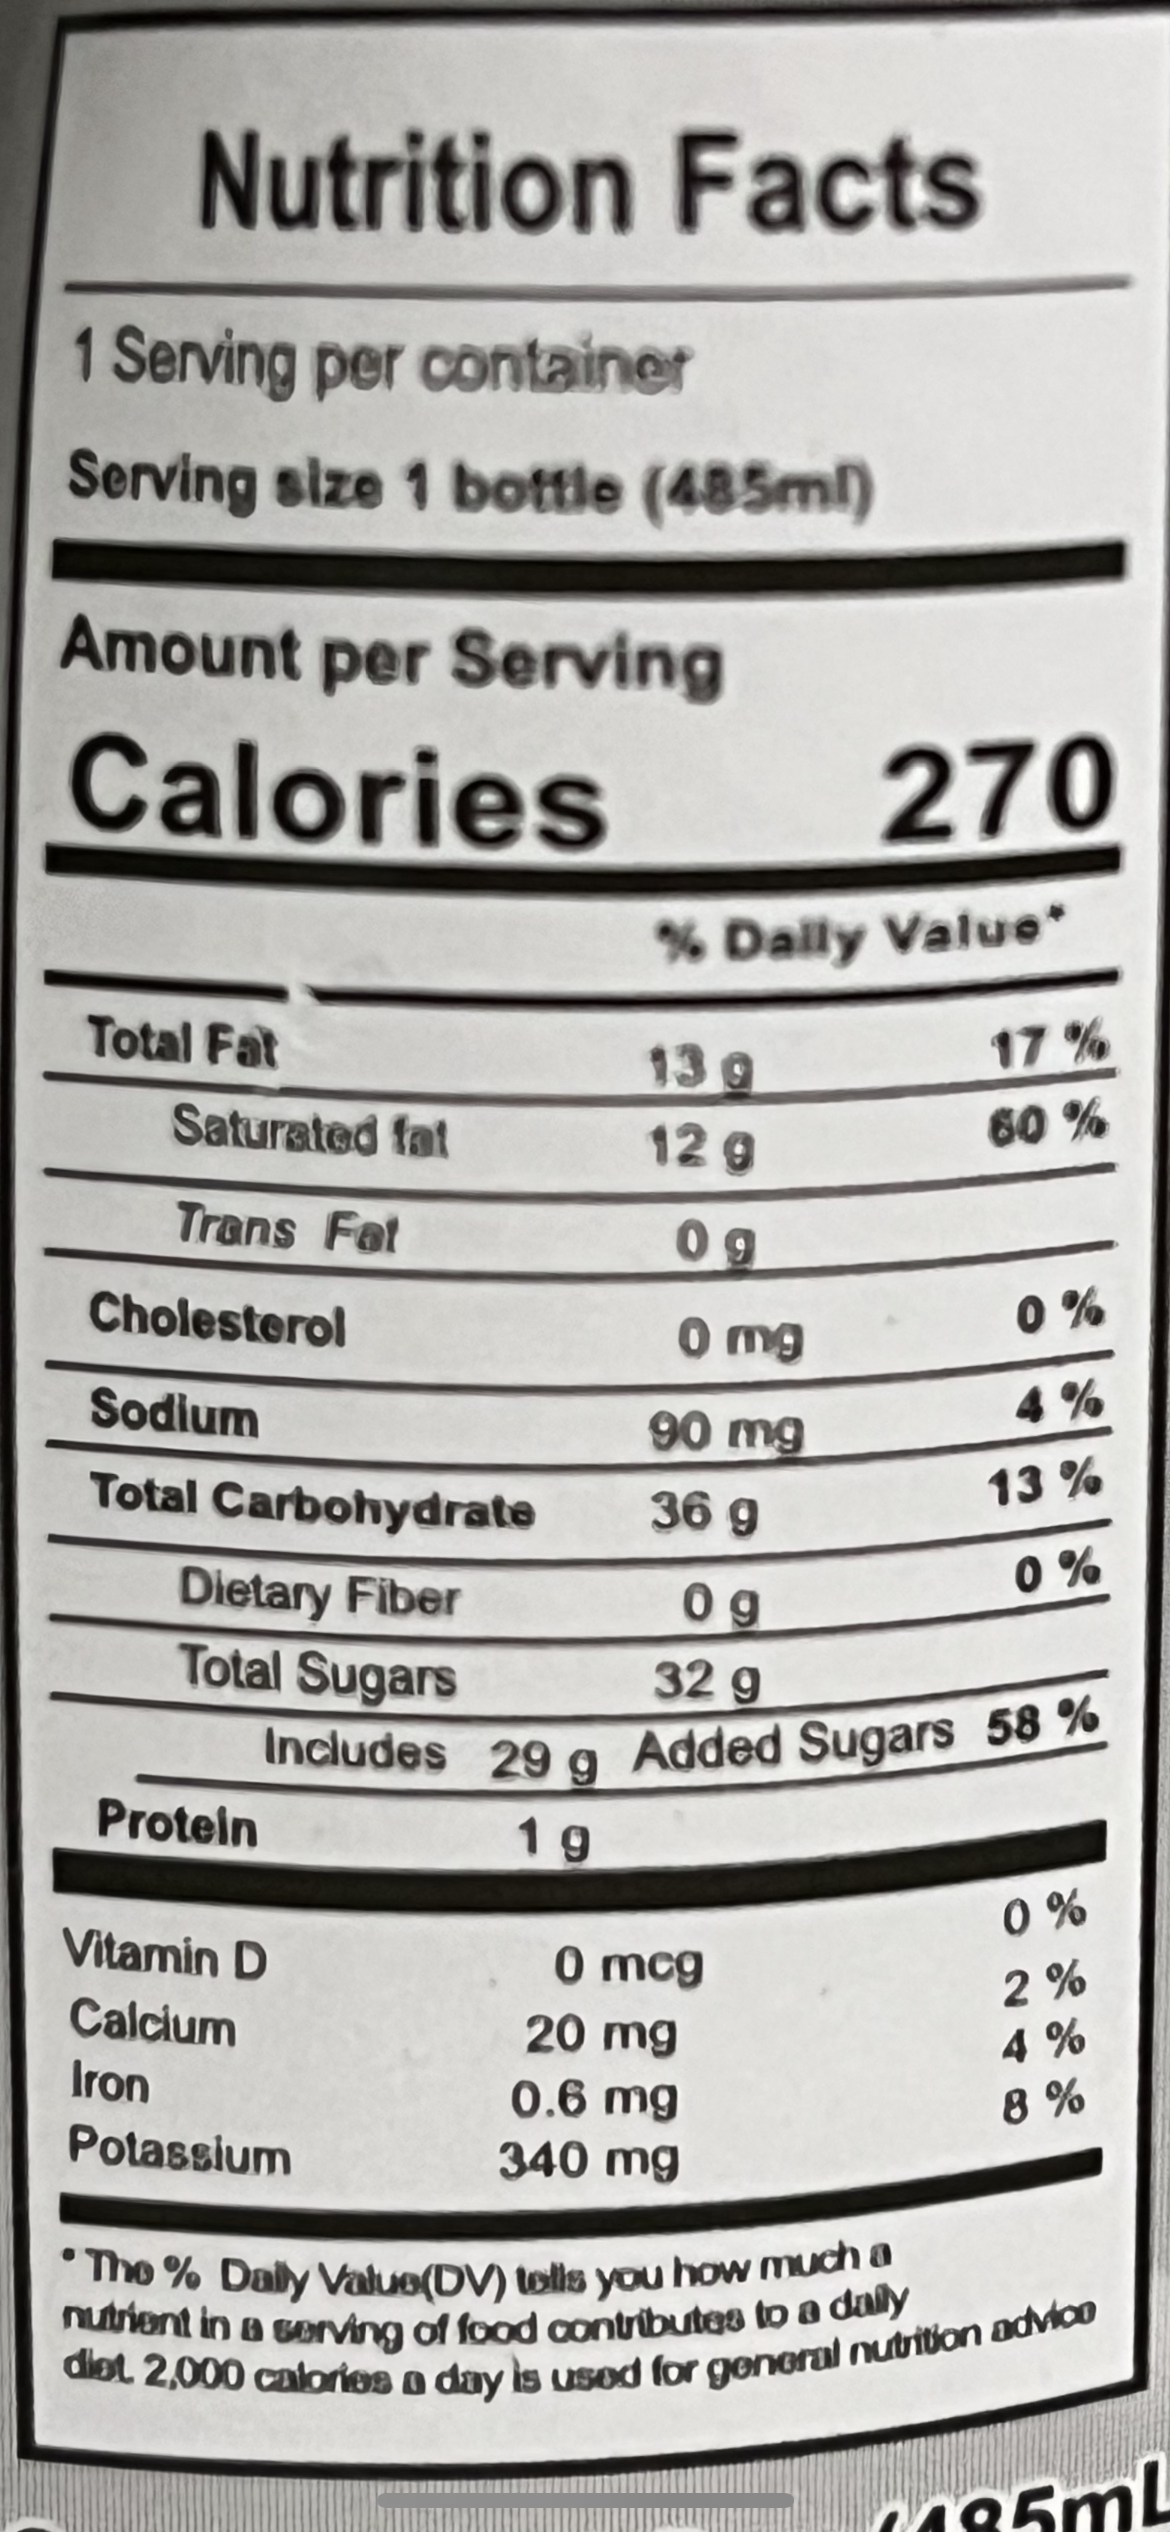 Nutrition Facts
1 Serving per container
Serving size 1 bottle (485ml)
Amount per Serving
Calories 270
% Daily Value*
Total Fat 13 g 17 %
Saturated fat 12 g 60 %
Trans Fat 0 g
Cholesterol 0 mg 0 %
Sodium 90 mg 4 %
Total Carbohydrate 36 g 13 %
Dietary Fiber 0 g 0 %
Total Sugars 32 g
Includes 29 g Added Sugars 58 %
Protein 1 g
Vitamin D 0 mcg 0 %
Calcium 20 mg 2 %
Iron 0.6 mg 4 %
Potassium 340 mg 8 %
* The % Daily Value(DV) tells you how much a
nutrient in a serving of food contributes to a daily
diet. 2,000 calories a day is used for general nutrition advice
(485mL